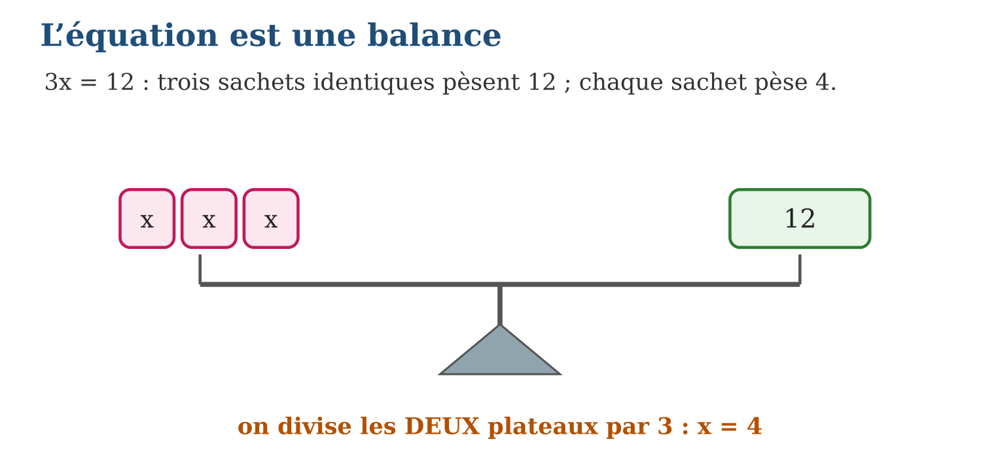 L’équation est une balance
3x = 12 : trois sachets identiques pèsent 12 ; chaque sachet pèse 4.
x x x 12
on divise les DEUX plateaux par 3 : x = 4